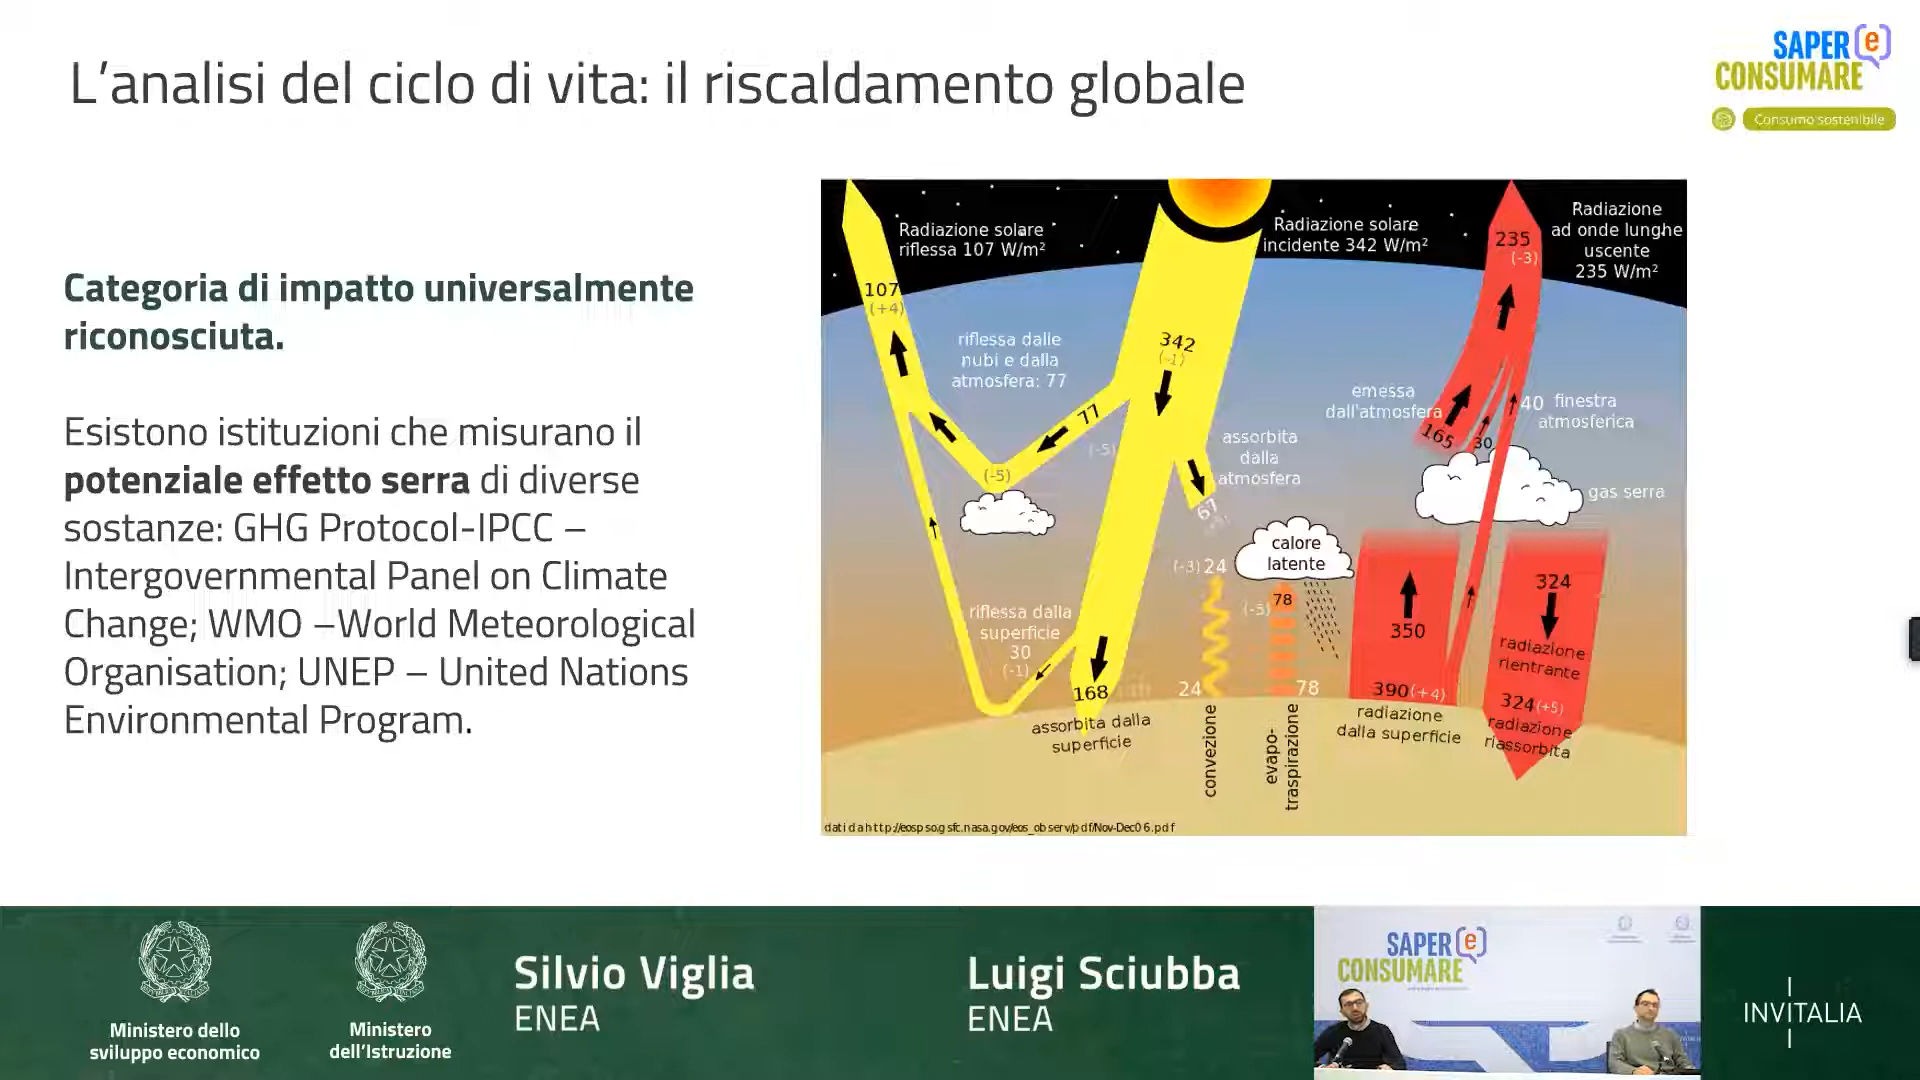 L'analisi del ciclo di vita: il riscaldamento globale
SAPER(e)
CONSUMARE
Consumo sostenibile
Categoria di impatto universalmente
riconosciuta.
Esistono istituzioni che misurano il
potenziale effetto serra di diverse
sostanze: GHG Protocol-IPCC –
Intergovernmental Panel on Climate
Change; WMO –World Meteorological
Organisation; UNEP – United Nations
Environmental Program.
Radiazione solare
riflessa 107 W/m²
Radiazione solare
incidente 342 W/m²
Radiazione
ad onde lunghe
uscente
235 W/m²
235
(-3)
107
(+4)
riflessa dalle
nubi e dalla
atmosfera: 77
342
(-1)
77
(-5)
(-5)
assorbita
dalla
atmosfera
67
emessa
dall'atmosfera
165
30
40 finestra
atmosferica
gas serra
calore
latente
(-3) 24
(-5) 78
350
324
radiazione
rientrante
riflessa dalla
superficie
30
(-1)
168
assorbita dalla
superficie
24
convezione
78
evapo-
traspirazione
390 (+4)
radiazione
dalla superficie
324 (+5)
radiazione
riassorbita
dati da http://eospso.gsfc.nasa.gov/eos_observ/pdf/Nov-Dec06.pdf
Ministero dello
sviluppo economico
Ministero
dell'Istruzione
Silvio Viglia
ENEA
Luigi Sciubba
ENEA
SAPER(e)
CONSUMARE
INVITALIA